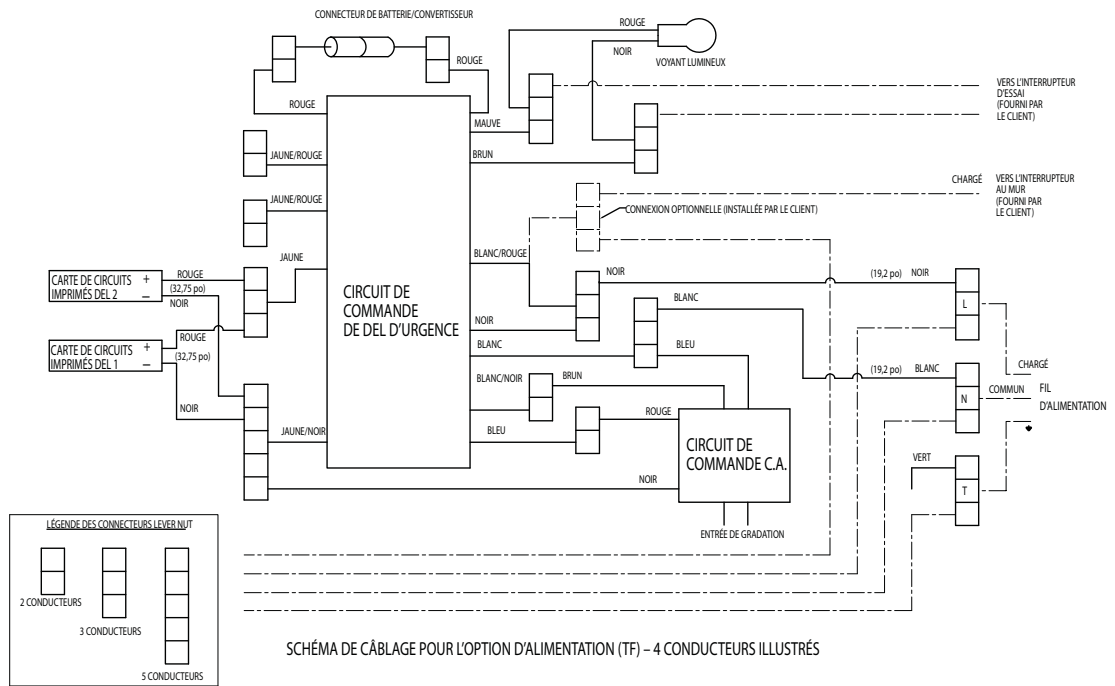 CONNECTEUR DE BATTERIE/CONVERTISSEUR
ROUGE
NOIR
VOYANT LUMINEUX
ROUGE
ROUGE
VERS L'INTERRUPTEUR
D'ESSAI
(FOURNI PAR
LE CLIENT)
MAUVE
BRUN
JAUNE/ROUGE
JAUNE/ROUGE
CHARGÉ
VERS L'INTERRUPTEUR
AU MUR
(FOURNI PAR
LE CLIENT)
CONNEXION OPTIONNELLE (INSTALLÉE PAR LE CLIENT)
BLANC/ROUGE
JAUNE
CARTE DE CIRCUITS
IMPRIMÉS DEL 2
+
–
ROUGE
(32,75 po)
NOIR
CIRCUIT DE
COMMANDE
DE DEL D'URGENCE
NOIR
(19,2 po) NOIR
L
BLANC
NOIR
ROUGE
(32,75 po)
CARTE DE CIRCUITS
IMPRIMÉS DEL 1
+
–
BLANC
BLEU
CHARGÉ
BLANC/NOIR
BRUN
(19,2 po) BLANC
N
COMMUN
FIL
D'ALIMENTATION
NOIR
JAUNE/NOIR
BLEU
ROUGE
CIRCUIT DE
COMMANDE C.A.
VERT
T
NOIR
ENTRÉE DE GRADATION
LÉGENDE DES CONNECTEURS LEVER NUT
2 CONDUCTEURS
3 CONDUCTEURS
5 CONDUCTEURS
SCHÉMA DE CÂBLAGE POUR L'OPTION D'ALIMENTATION (TF) – 4 CONDUCTEURS ILLUSTRÉS